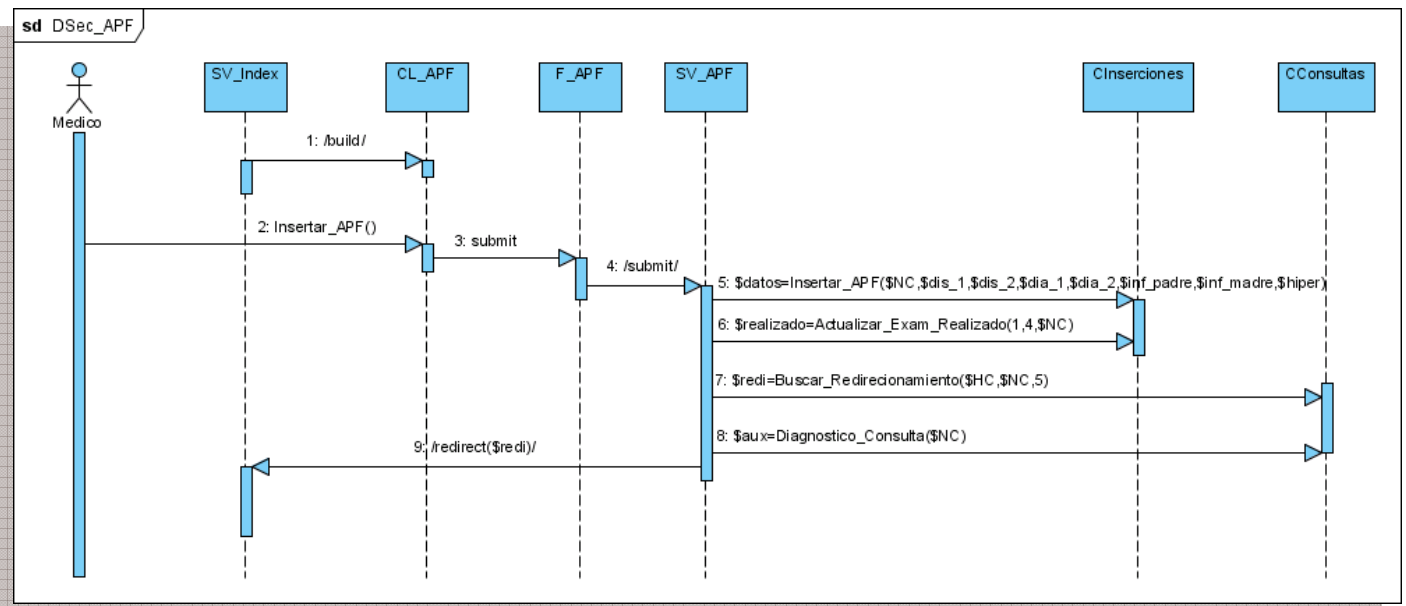 sd DSec_APF
SV_Index
CL_APF
F_APF
SV_APF
CInserciones
CConsultas
Medico
1: /build/
2: Insertar_APF()
3: submit
4: /submit/
5: $datos=Insertar_APF($NC,$dis_1,$dis_2,$dia_1,$dia_2,$inf_padre,$inf_madre,$hiper)
6: $realizado=Actualizar_Exam_Realizado(1,4,$NC)
7: $redi=Buscar_Redirecionamiento($HC,$NC,5)
8: $aux=Diagnostico_Consulta($NC)
9: /redirect($redi)/